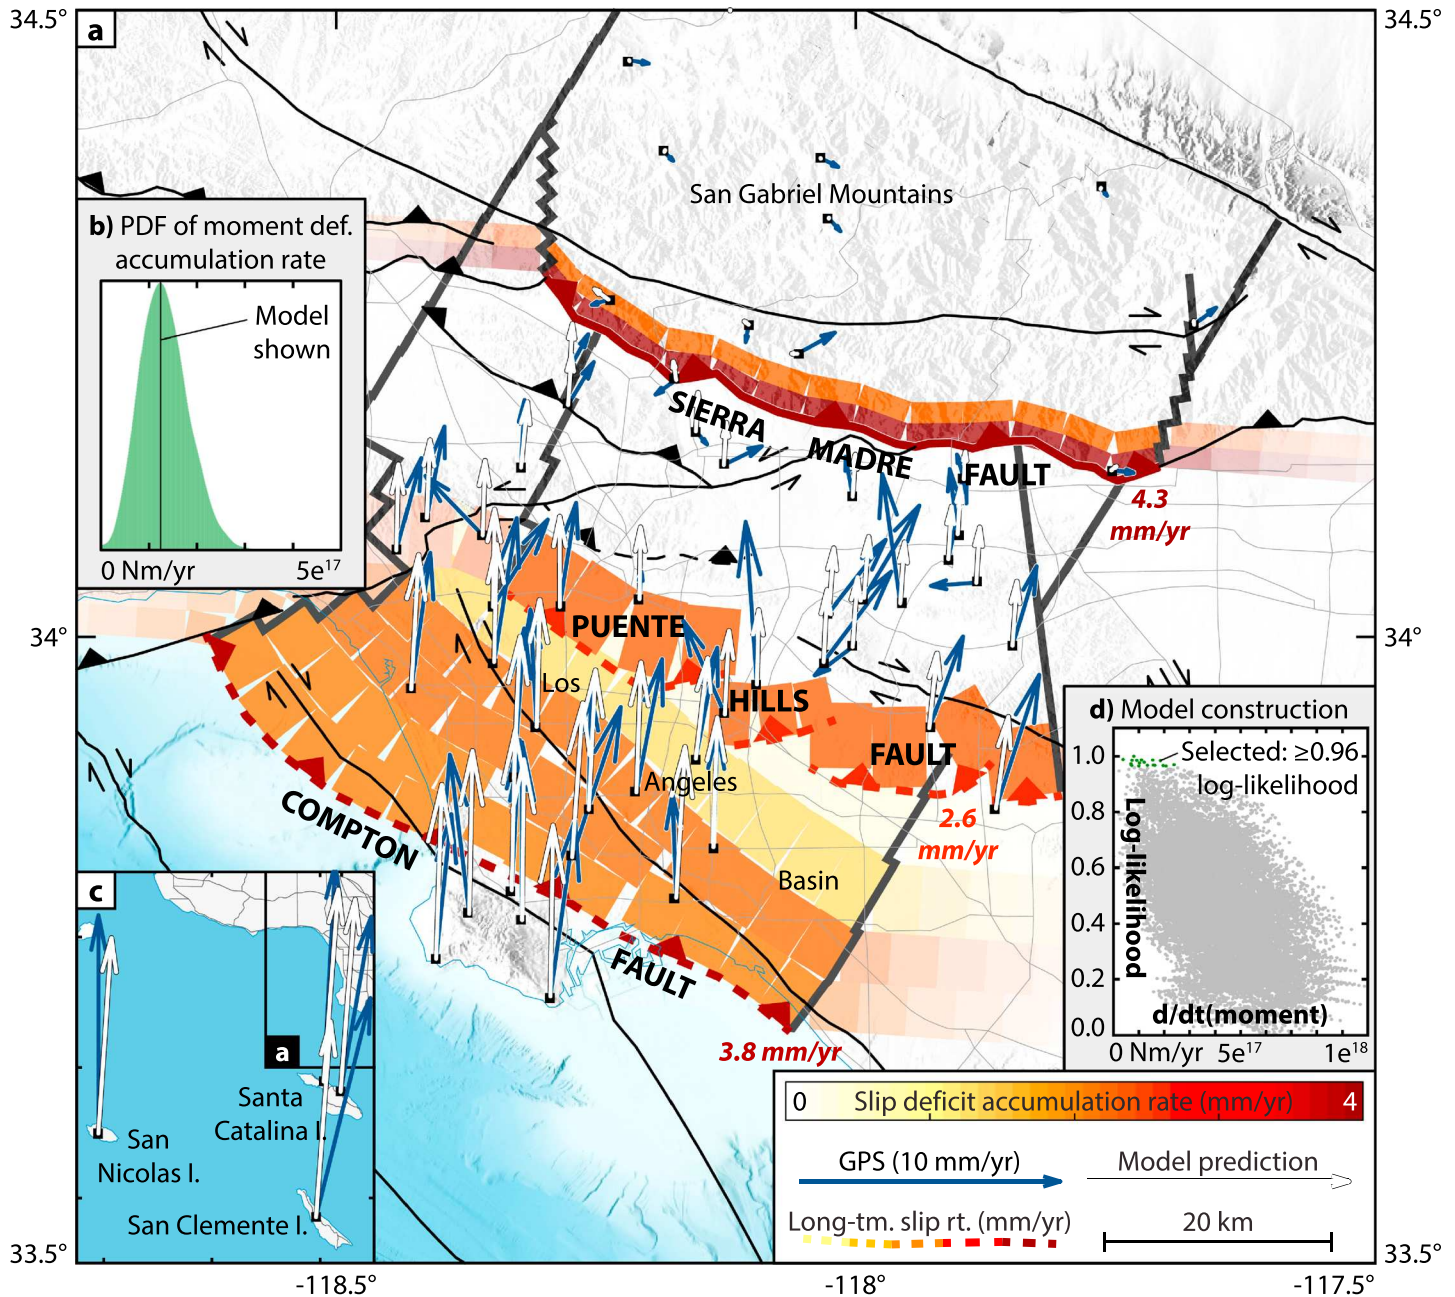 34.5°
34.5°
a
San Gabriel Mountains
b) PDF of moment def.
accumulation rate
Model
shown
0 Nm/yr
5e17
SIERRA
MADRE
FAULT
4.3
mm/yr
34°
34°
PUENTE
HILLS
FAULT
2.6
mm/yr
Los
Angeles
Basin
COMPTON
FAULT
3.8 mm/yr
c
a
Santa
Catalina I.
San
Nicolas I.
San Clemente I.
d) Model construction
1.0
0.8
0.6
0.4
0.2
0.0
Selected: ≥0.96
log-likelihood
Log-likelihood
d/dt(moment)
0 Nm/yr
5e17
1e18
0
Slip deficit accumulation rate (mm/yr)
4
GPS (10 mm/yr)
Model prediction
Long-tm. slip rt. (mm/yr)
20 km
33.5°
33.5°
-118.5°
-118°
-117.5°